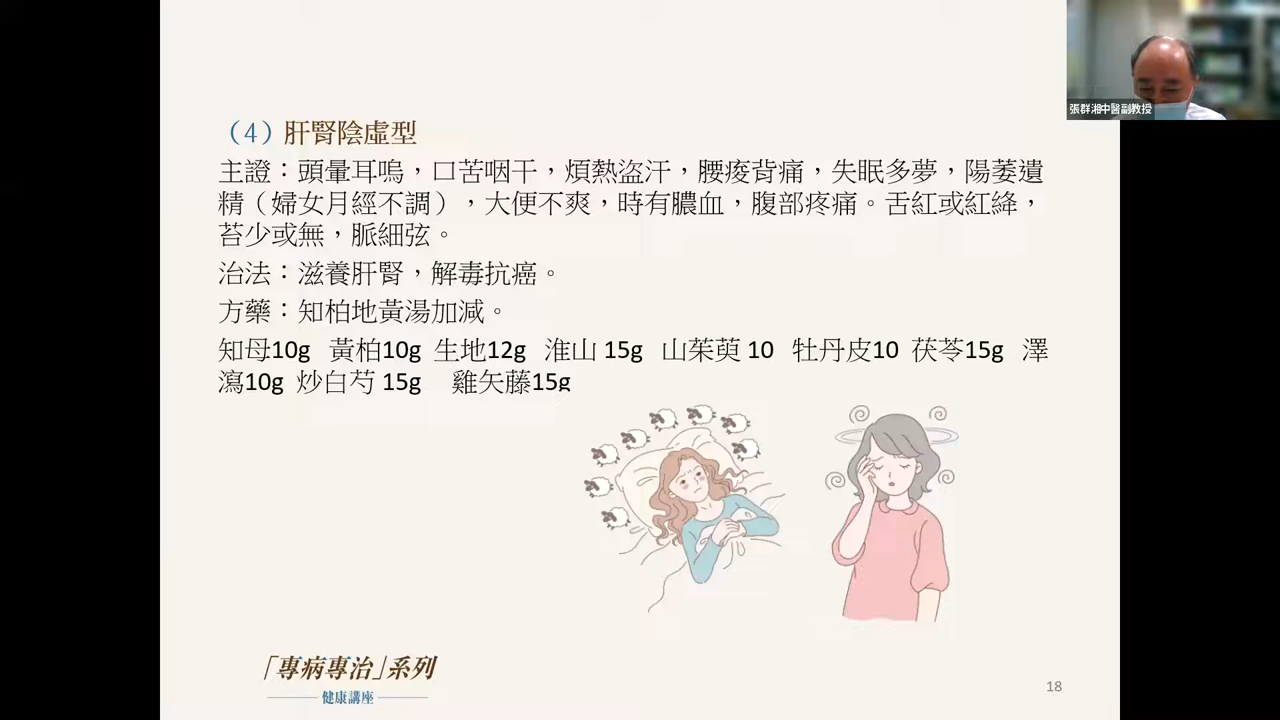 張群湘中醫副教授
（4）肝腎陰虛型
主證：頭暈耳鳴，口苦咽干，煩熱盜汗，腰痠背痛，失眠多夢，陽萎遺
精（婦女月經不調），大便不爽，時有膿血，腹部疼痛。舌紅或紅絳，
苔少或無，脈細弦。
治法：滋養肝腎，解毒抗癌。
方藥：知柏地黃湯加減。
知母10g 黃柏10g 生地12g 淮山 15g 山茱萸 10 牡丹皮10 茯苓15g 澤
瀉10g 炒白芍 15g 雞矢藤15g
「專病專治」系列
健康講座
18